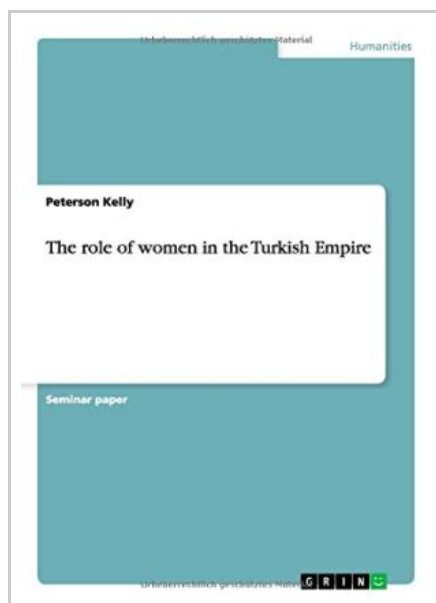 Urheberrechtlich geschütztes Material
Humanities
Peterson Kelly
The role of women in the Turkish Empire
Seminar paper
Urheberrechtlich geschütztes Mate
GRIN